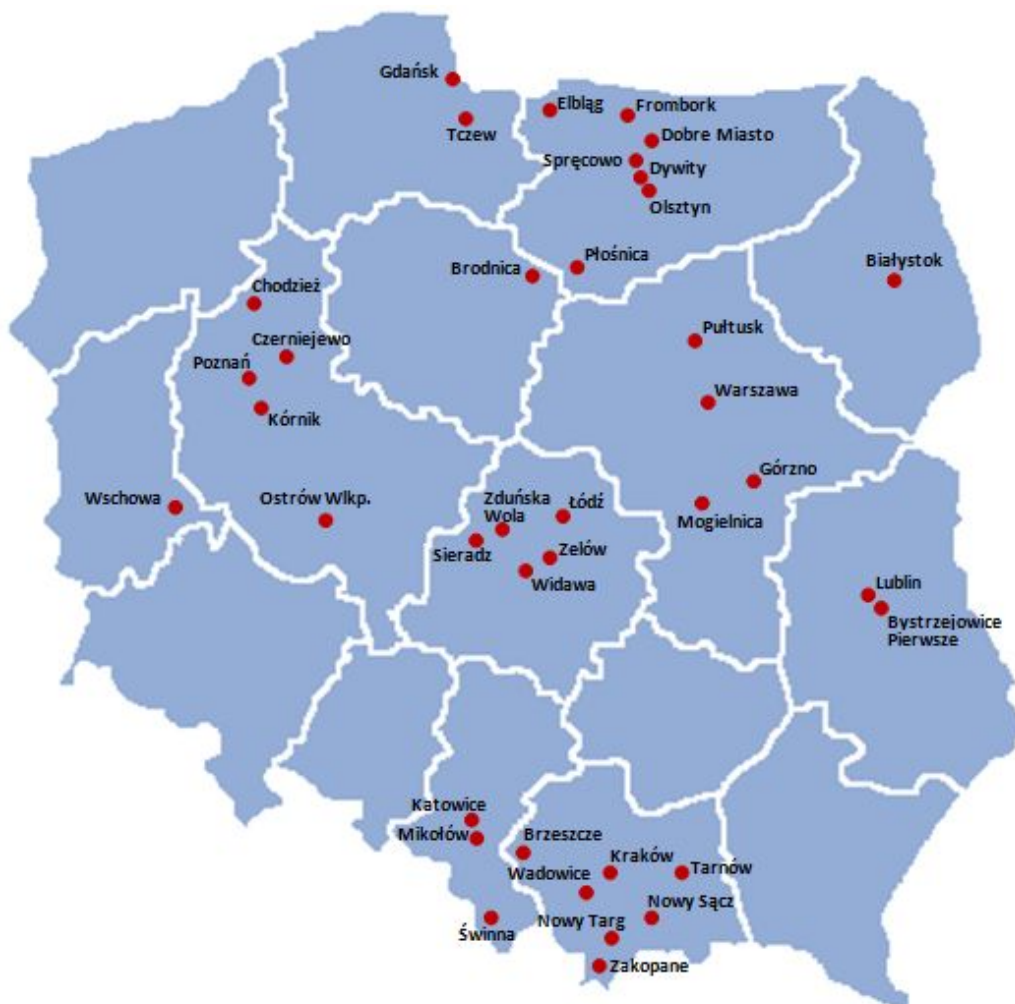 Gdańsk
Elbląg
Frombork
Tczew
Dobre Miasto
Spręcowo
Dywity
Olsztyn
Płośnica
Brodnica
Białystok
Chodzież
Czerniejewo
Pułtusk
Poznań
Warszawa
Kórnik
Górzno
Wschowa
Ostrów Wlkp.
Zduńska
Wola
Łódź
Mogielnica
Sieradz
Zelów
Widawa
Lublin
Bystrzejowice
Pierwsze
Katowice
Mikołów
Brzeszcze
Kraków
Tarnów
Wadowice
Nowy Sącz
Nowy Targ
Świnna
Zakopane